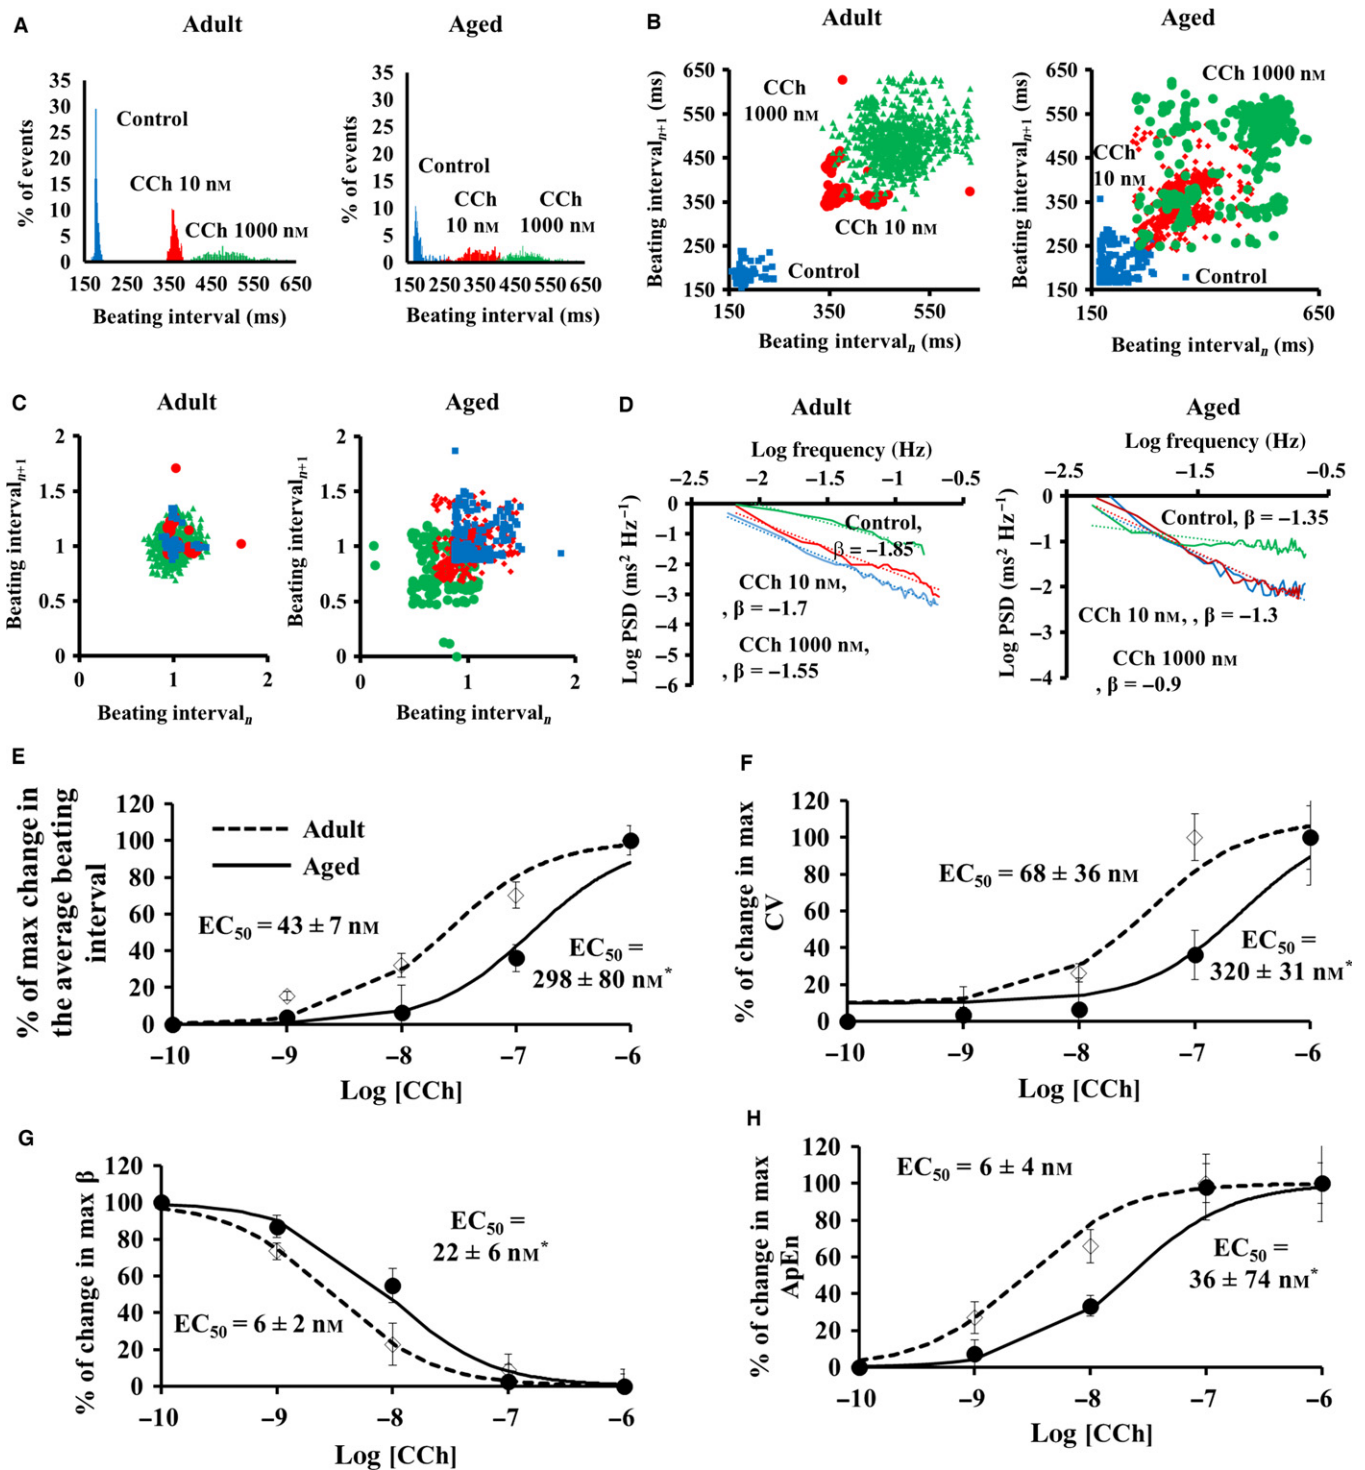 A
Adult
Aged
% of events
35
30
25
20
15
10
5
0
Control
CCh 10 nM
CCh 1000 nM
150 250 350 450 550 650
Beating interval (ms)
% of events
35
30
25
20
15
10
5
0
Control
CCh
10 nM
CCh
1000 nM
150 250 350 450 550 650
Beating interval (ms)
B
Adult
Aged
Beating interval n+1 (ms)
650
550
450
350
250
150
CCh
1000 nM
CCh 10 nM
Control
150 350 550
Beating interval n (ms)
Beating interval n+1 (ms)
650
550
450
350
250
150
CCh 1000 nM
CCh
10 nM
Control
150 650
Beating interval n (ms)
C
Adult
Aged
Beating interval n+1
2
1.5
1
0.5
0
0 1 2
Beating interval n
Beating interval n+1
2
1.5
1
0.5
0
0 1 2
Beating interval n
D
Adult
Aged
Log frequency (Hz)
−2.5 −2 −1.5 −1 −0.5
Log PSD (ms² Hz⁻¹)
0
−1
−2
−3
−4
−5
−6
Control,
β = −1.85
CCh 10 nM,
, β = −1.7
CCh 1000 nM,
, β = −1.55
Log frequency (Hz)
−2.5 −1.5 −0.5
Log PSD (ms² Hz⁻¹)
0
−1
−2
−3
−4
Control, β = −1.35
CCh 10 nM, , β = −1.3
CCh 1000 nM
, β = −0.9
E
% of max change in
the average beating
interval
120
100
80
60
40
20
0
Adult
Aged
EC₅₀ = 43 ± 7 nM
EC₅₀ =
298 ± 80 nM*
−10 −9 −8 −7 −6
Log [CCh]
F
% of change in max
CV
120
100
80
60
40
20
0
EC₅₀ = 68 ± 36 nM
EC₅₀ =
320 ± 31 nM*
−10 −9 −8 −7 −6
Log [CCh]
G
% of change in max β
120
100
80
60
40
20
0
EC₅₀ =
22 ± 6 nM*
EC₅₀ = 6 ± 2 nM
−10 −9 −8 −7 −6
Log [CCh]
H
% of change in max
ApEn
120
100
80
60
40
20
0
EC₅₀ = 6 ± 4 nM
EC₅₀ =
36 ± 74 nM*
−10 −9 −8 −7 −6
Log [CCh]